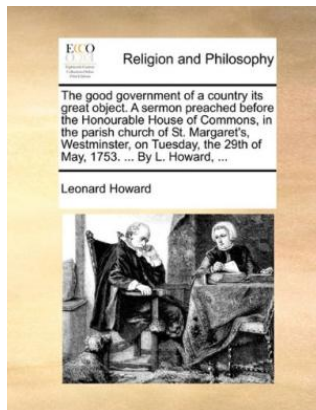 ECCO
Religion and Philosophy
The good government of a country its
great object. A sermon preached before
the Honourable House of Commons, in
the parish church of St. Margaret's,
Westminster, on Tuesday, the 29th of
May, 1753. ... By L. Howard, ...
Leonard Howard